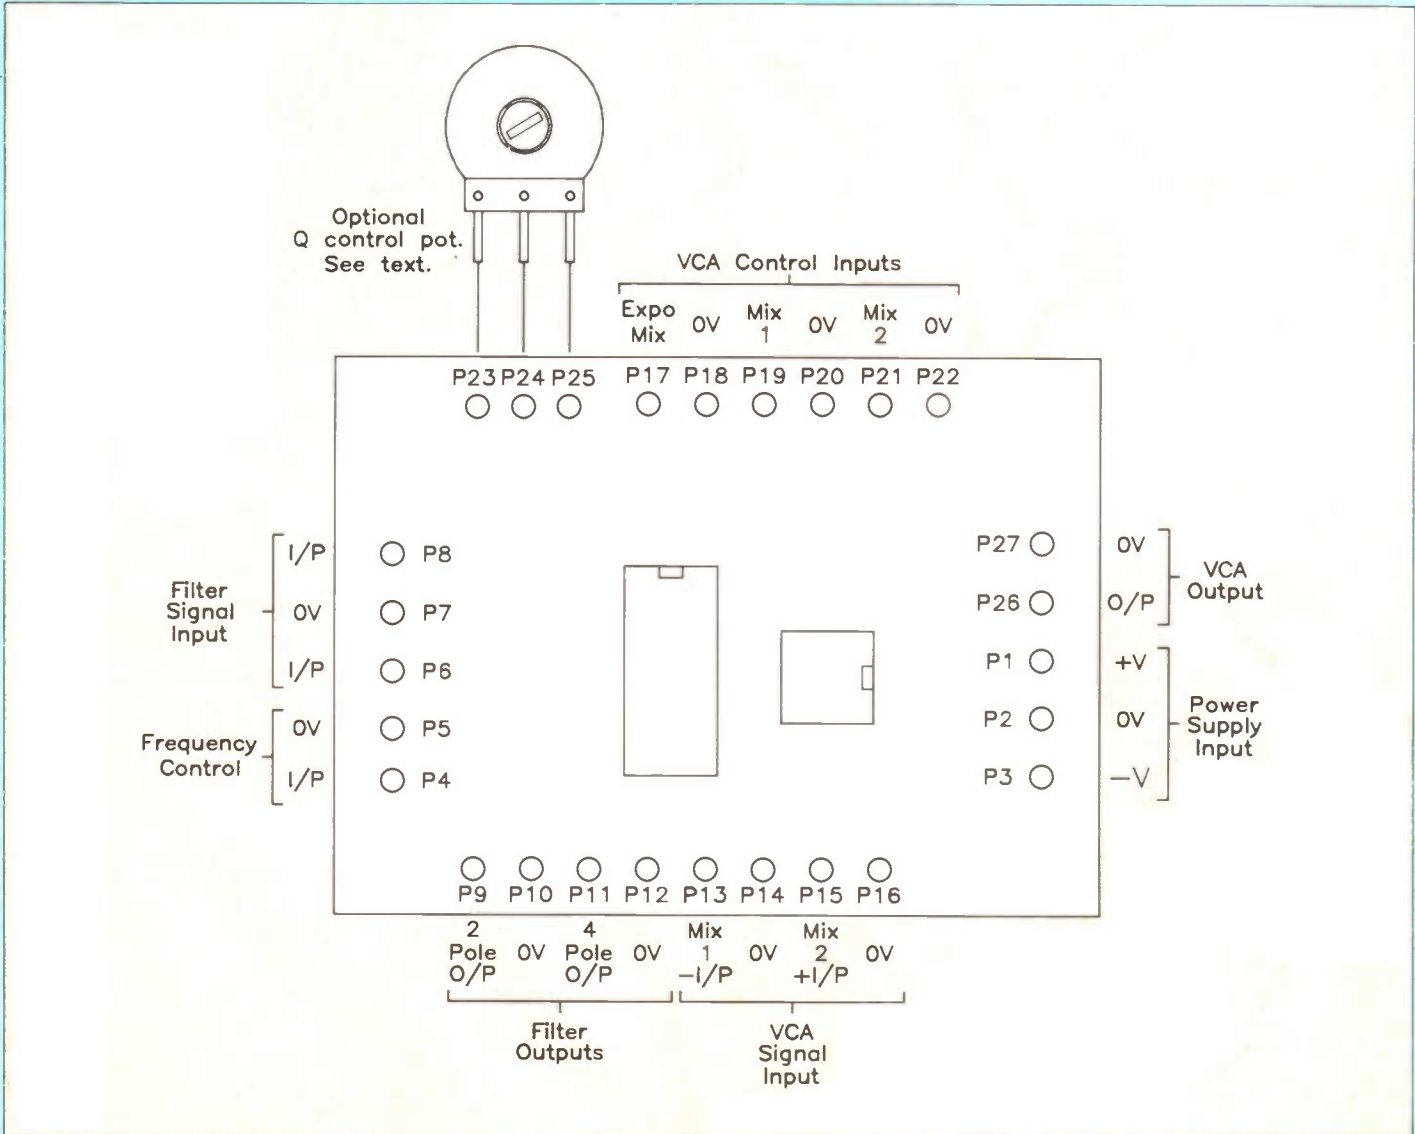 Optional
Q control pot.
See text.
VCA Control Inputs
Expo
Mix
0V
Mix
1
0V
Mix
2
0V
P23 P24 P25 P17 P18 P19 P20 P21 P22
Filter
Signal
Input
I/P
0V
I/P
P8
P7
P6
Frequency
Control
0V
I/P
P5
P4
P27
P26
0V
O/P
VCA
Output
P1
P2
P3
+V
0V
-V
Power
Supply
Input
P9 P10 P11 P12 P13 P14 P15 P16
2
Pole
O/P
0V
4
Pole
O/P
0V
Mix
1
-I/P
0V
Mix
2
+I/P
0V
Filter
Outputs
VCA
Signal
Input